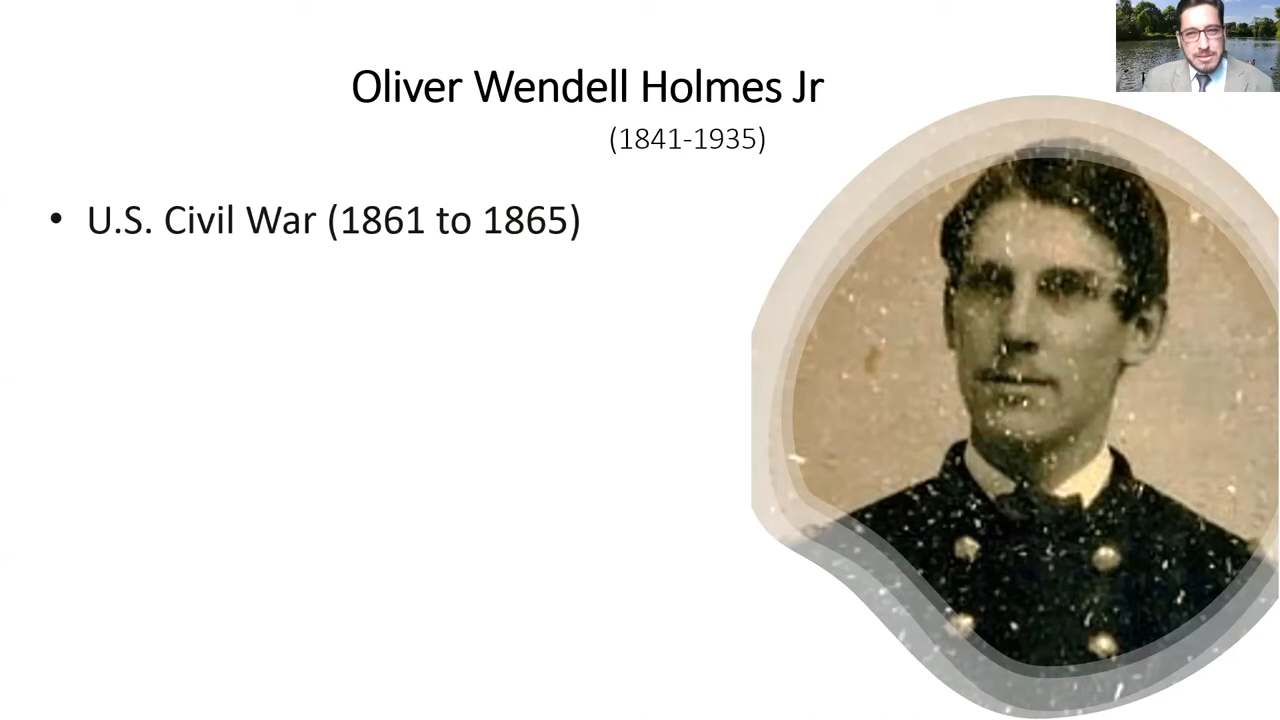 Oliver Wendell Holmes Jr
(1841-1935)
• U.S. Civil War (1861 to 1865)